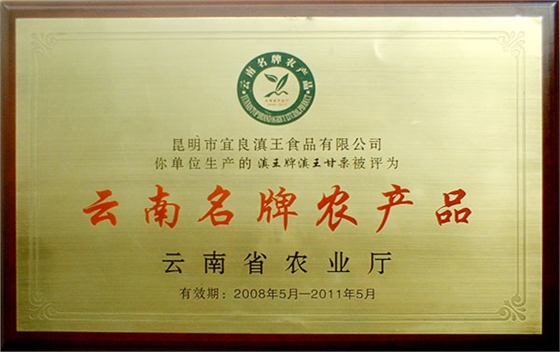 云南名牌农产品
昆明市宜良滇王食品有限公司
你单位生产的滇王牌滇王甘栗被评为
云南名牌农产品
云南省农业厅
有效期：2008年5月—2011年5月